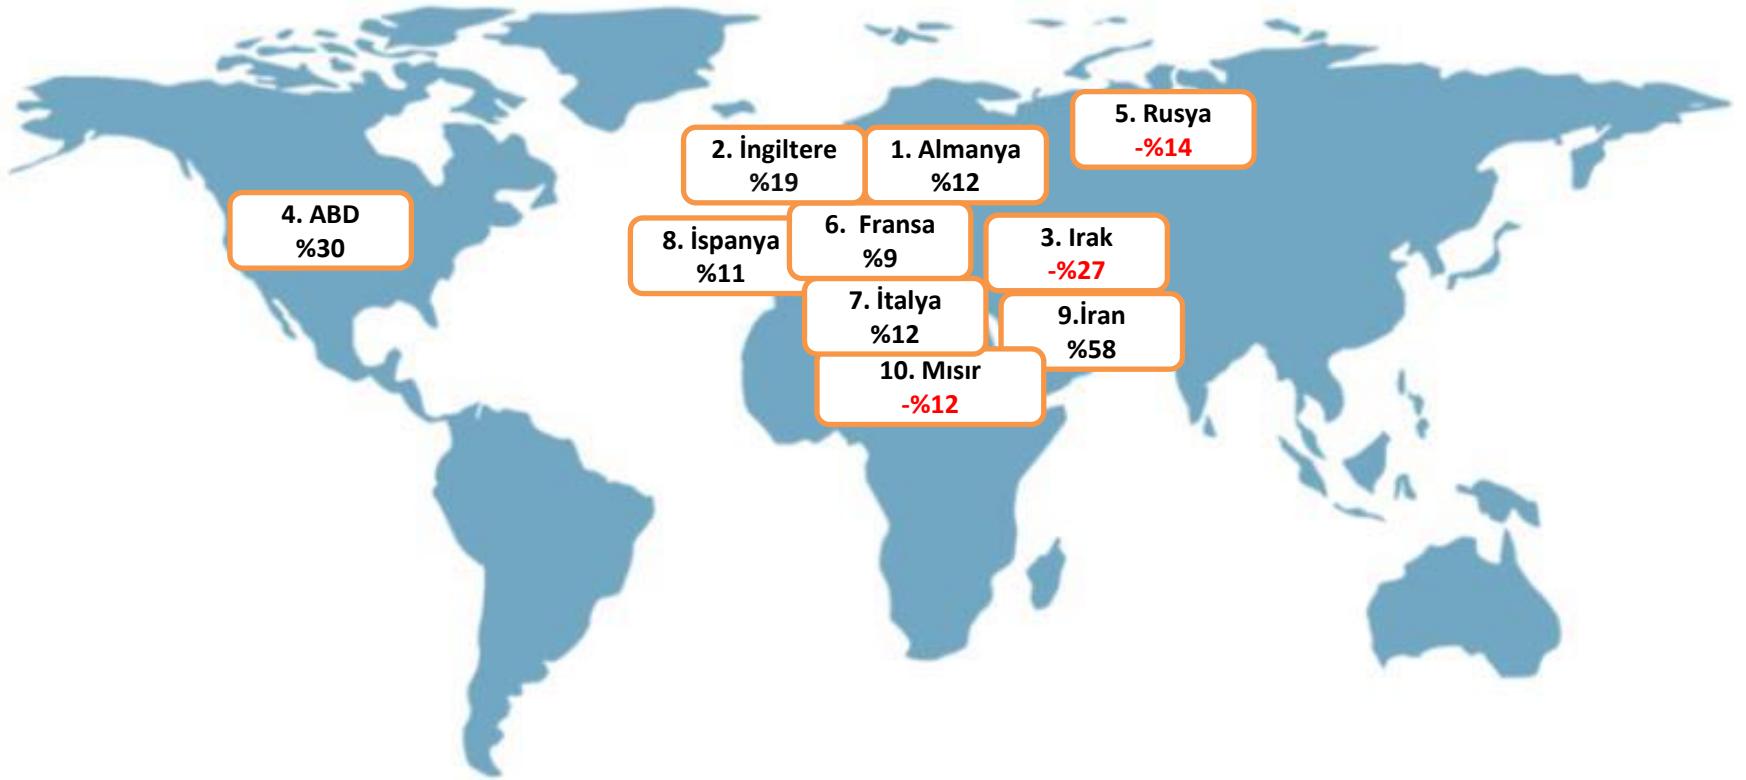 5. Rusya
-%14
2. İngiltere
%19
1. Almanya
%12
4. ABD
%30
8. İspanya
%11
6. Fransa
%9
3. Irak
-%27
7. İtalya
%12
9.İran
%58
10. Mısır
-%12